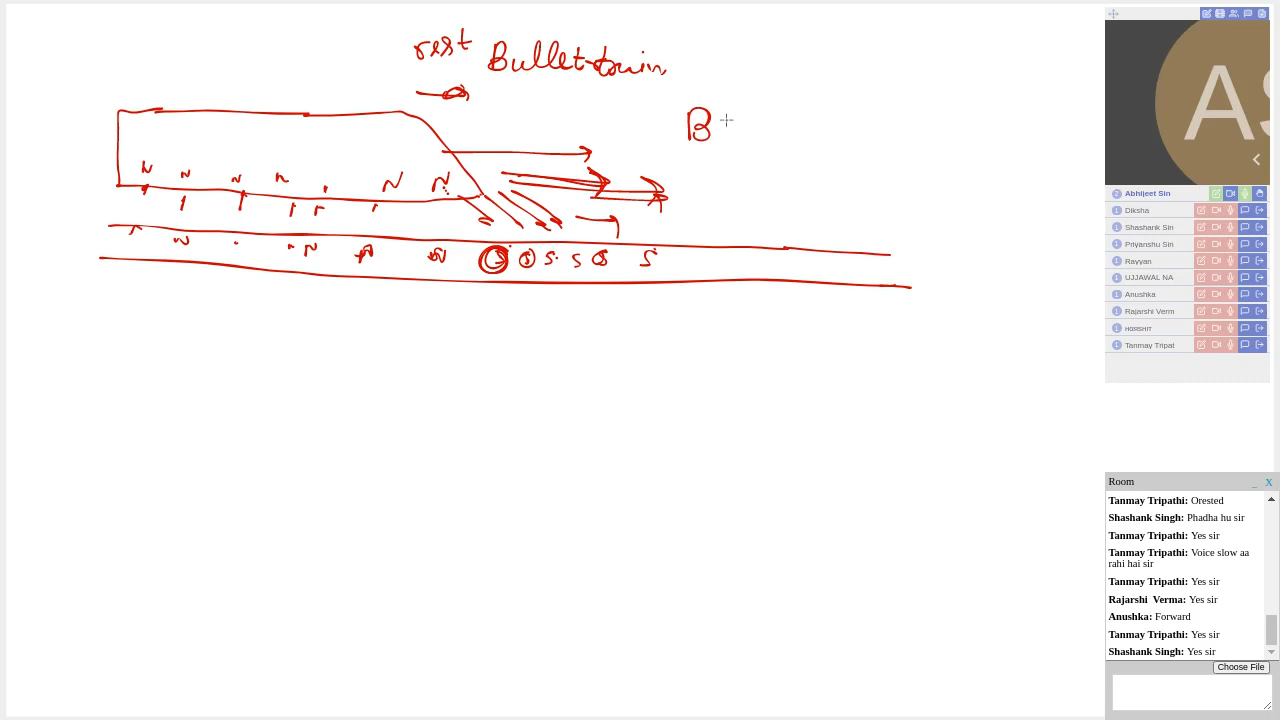 rest Bullet-train
B
N N N N N N
N N N N S S S S S S
AS
Abhijeet Sin
Diksha
Shashank Sin
Priyanshu Sin
Rayyan
UJJAWAL NA
Anushka
Rajarshi Verm
ʜᴀʀsʜɪᴛ
Tanmay Tripat
Room _ X
Tanmay Tripathi: Orested
Shashank Singh: Phadha hu sir
Tanmay Tripathi: Yes sir
Tanmay Tripathi: Voice slow aa
rahi hai sir
Tanmay Tripathi: Yes sir
Rajarshi Verma: Yes sir
Anushka: Forward
Tanmay Tripathi: Yes sir
Shashank Singh: Yes sir
Choose File